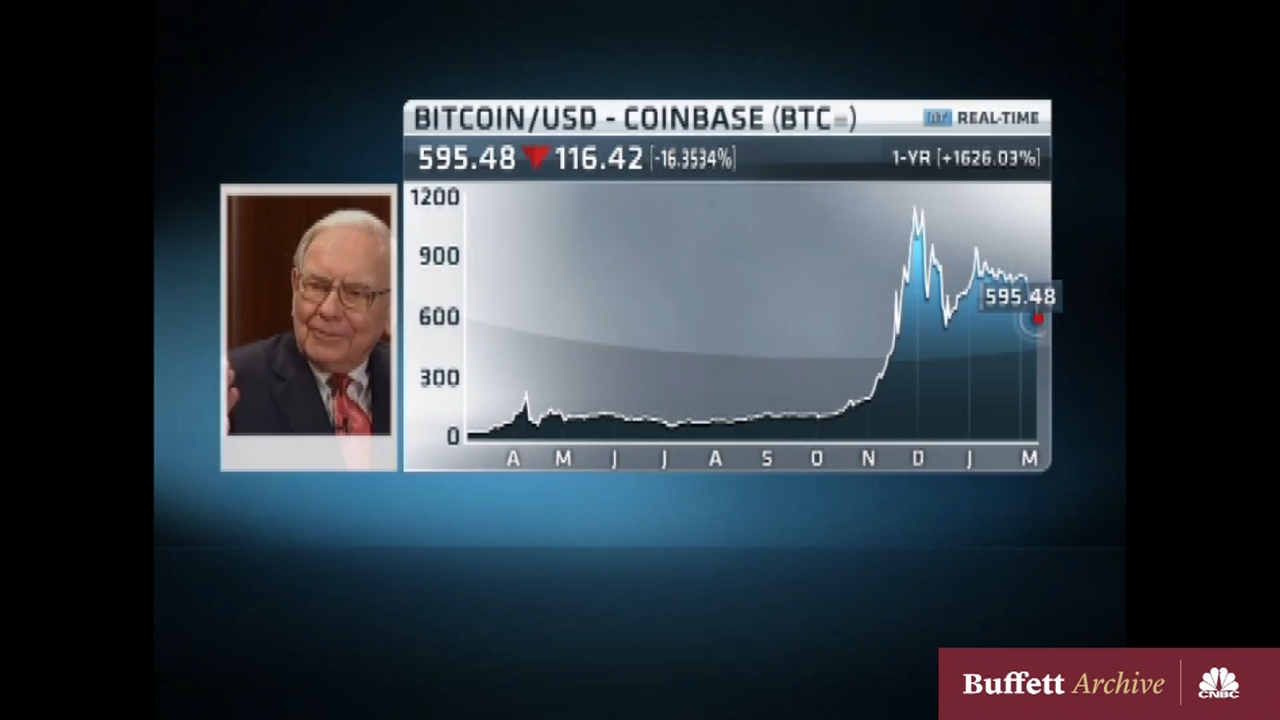 BITCOIN/USD - COINBASE (BTC=)
RT REAL-TIME
595.48 ▼ 116.42 [-16.3534%]
1-YR [+1626.03%]
1200
900
600
300
0
595.48
A M J J A S O N D J M
Buffett Archive
CNBC